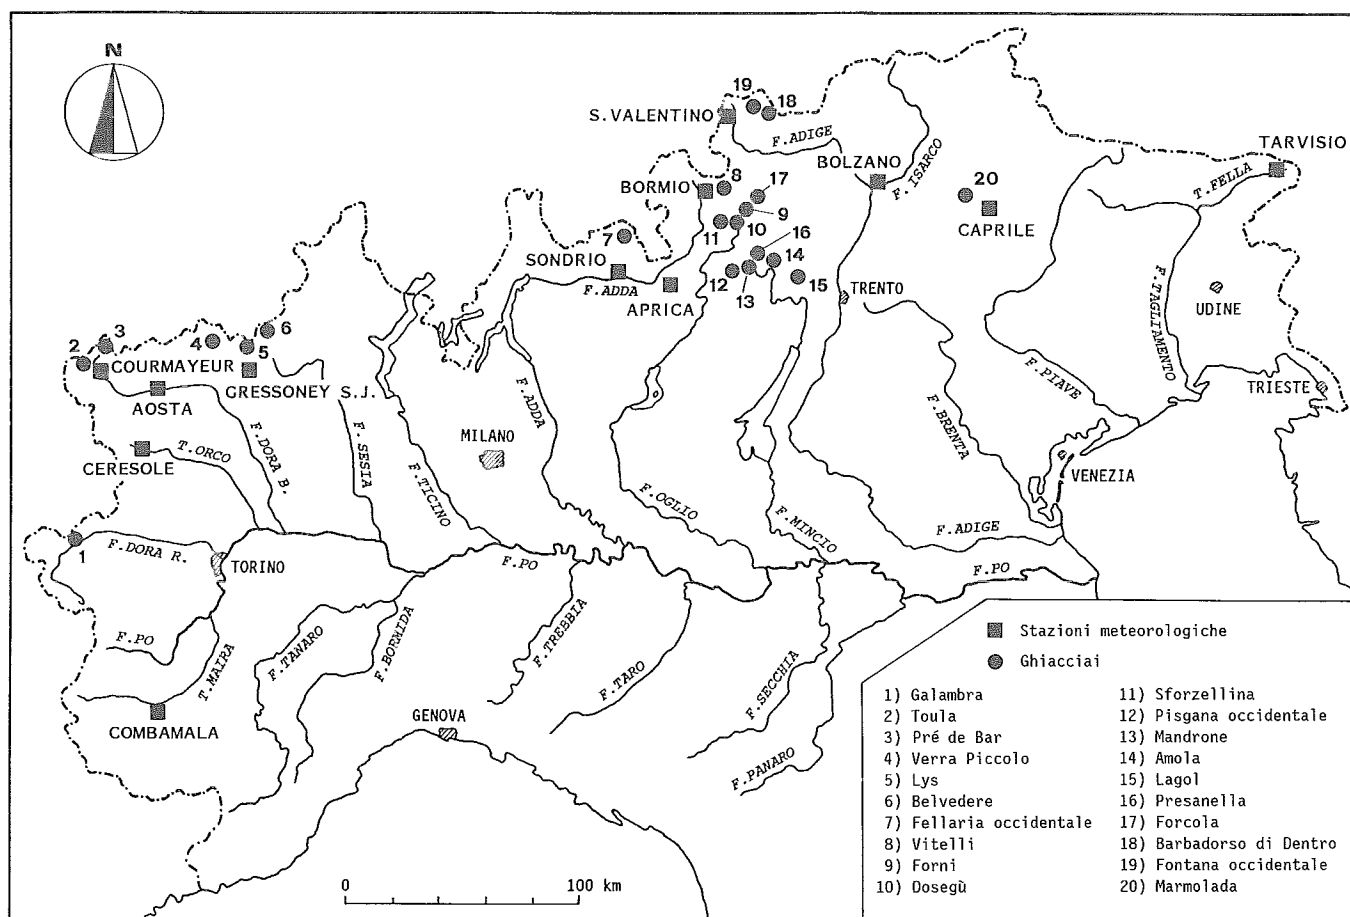 N
19
18
S. VALENTINO
F. ADIGE
TARVISIO
BOLZANO
F. ISARCO
T. FELLA
BORMIO
8
17
20
9
11
10
CAPRILE
7
16
SONDRIO
14
12
13
15
F. ADDA
APRICA
TRENTO
F. TAGLIAMENTO
UDINE
3
6
2
4
5
COURMAYEUR
GRESSONEY S.J.
AOSTA
F. ADDA
F. PIAVE
TRIESTE
F. DORA B.
F. SESIA
MILANO
F. BRENTA
T. ORCO
CERESOLE
F. TICINO
VENEZIA
F. OGLIO
F. MINCIO
F. ADIGE
1
F. DORA R.
TORINO
F. PO
F. PO
F. PO
T. MAIRA
F. TANARO
F. BORMIDA
F. TREBBIA
F. TARO
F. SECCHIA
COMBAMALA
GENOVA
F. PANARO
0 100 km
Stazioni meteorologiche
Ghiacciai
1) Galambra
2) Toula
3) Pré de Bar
4) Verra Piccolo
5) Lys
6) Belvedere
7) Fellaria occidentale
8) Vitelli
9) Forni
10) Dosegù
11) Sforzellina
12) Pisgana occidentale
13) Mandrone
14) Amola
15) Lagol
16) Presanella
17) Forcola
18) Barbadorso di Dentro
19) Fontana occidentale
20) Marmolada